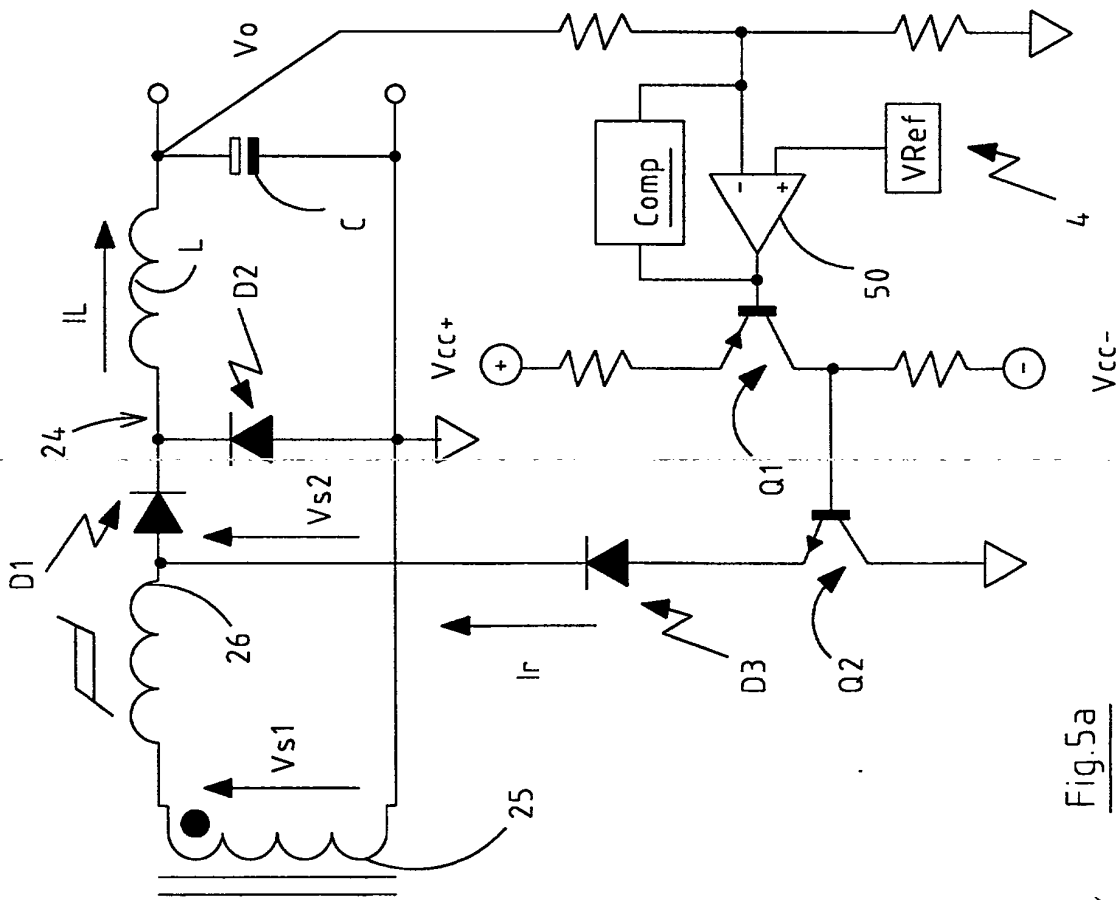 Vo
IL
L
C
D2
24
D1
Vs2
26
Vs1
25
Vcc+
+
Comp
-
+
VRef
4
50
Q1
-
Vcc-
Ir
D3
Q2
Fig.5a